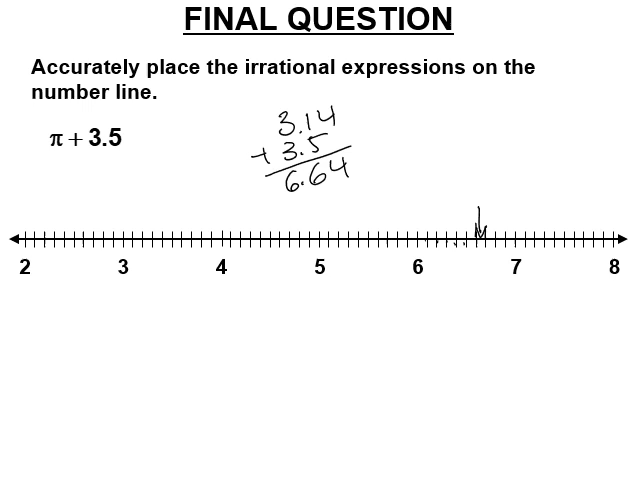 FINAL QUESTION
Accurately place the irrational expressions on the
number line.
π + 3.5
3.14
+ 3.5
6.64
2 3 4 5 6 7 8